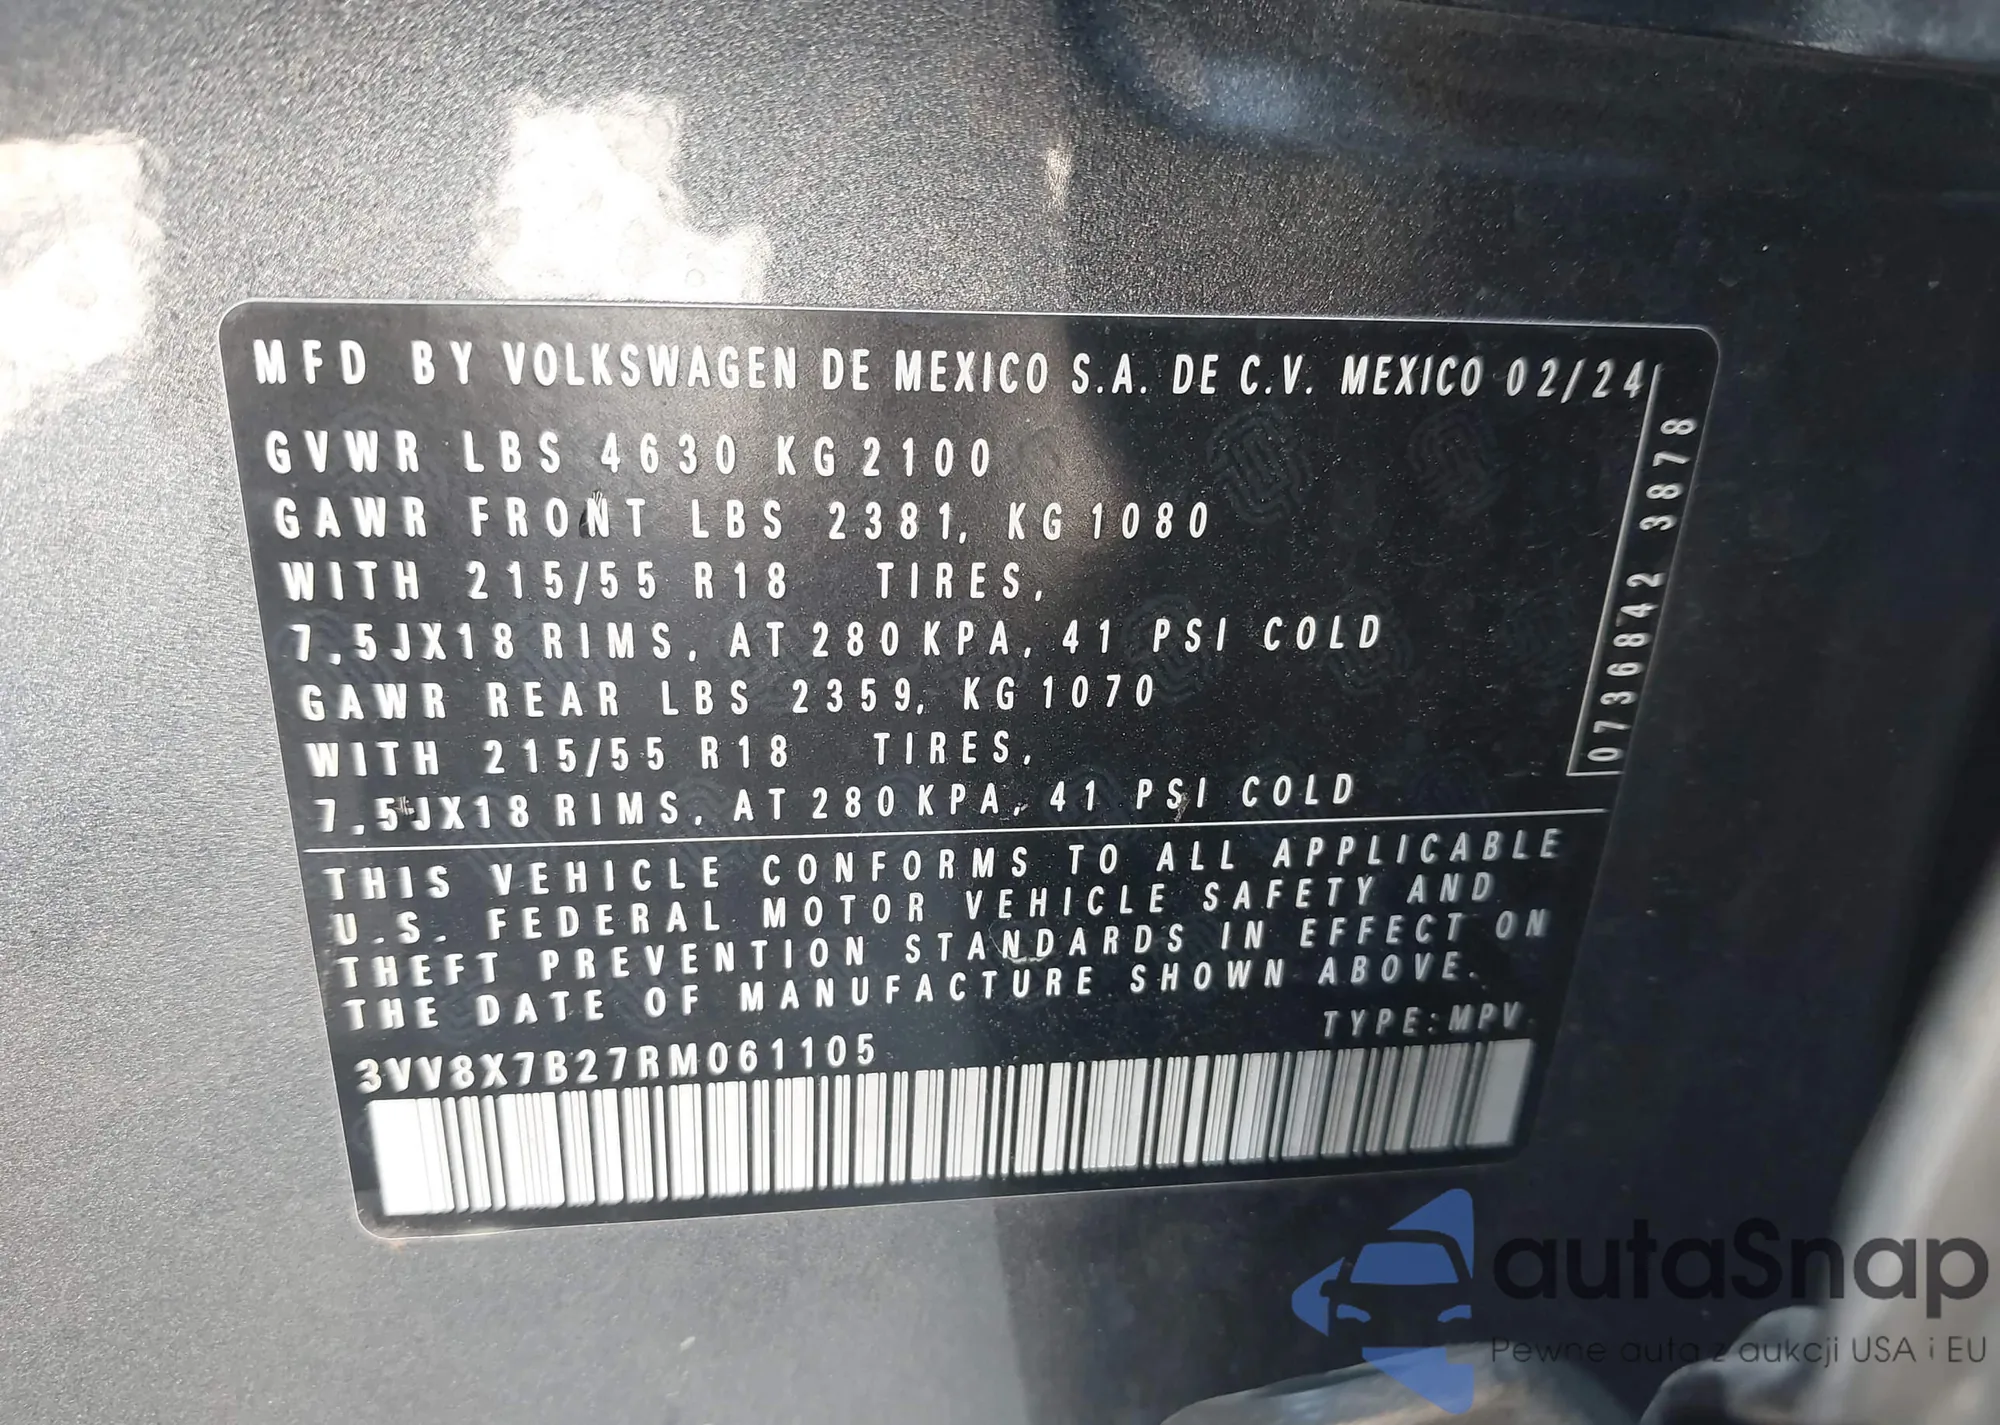 MFD BY VOLKSWAGEN DE MEXICO S.A. DE C.V. MEXICO 02/24
GVWR LBS 4630 KG 2100
GAWR FRONT LBS 2381, KG 1080
WITH 215/55 R18 TIRES,
7.5JX18 RIMS, AT 280 KPA, 41 PSI COLD
GAWR REAR LBS 2359, KG 1070
WITH 215/55 R18 TIRES,
7.5JX18 RIMS, AT 280 KPA, 41 PSI COLD
0736842 3878
THIS VEHICLE CONFORMS TO ALL APPLICABLE
U.S. FEDERAL MOTOR VEHICLE SAFETY AND
THEFT PREVENTION STANDARDS IN EFFECT ON
THE DATE OF MANUFACTURE SHOWN ABOVE.
TYPE: MPV
3VV8X7B27RM061105
autaSnap
Pewne auta z aukcji USA i EU